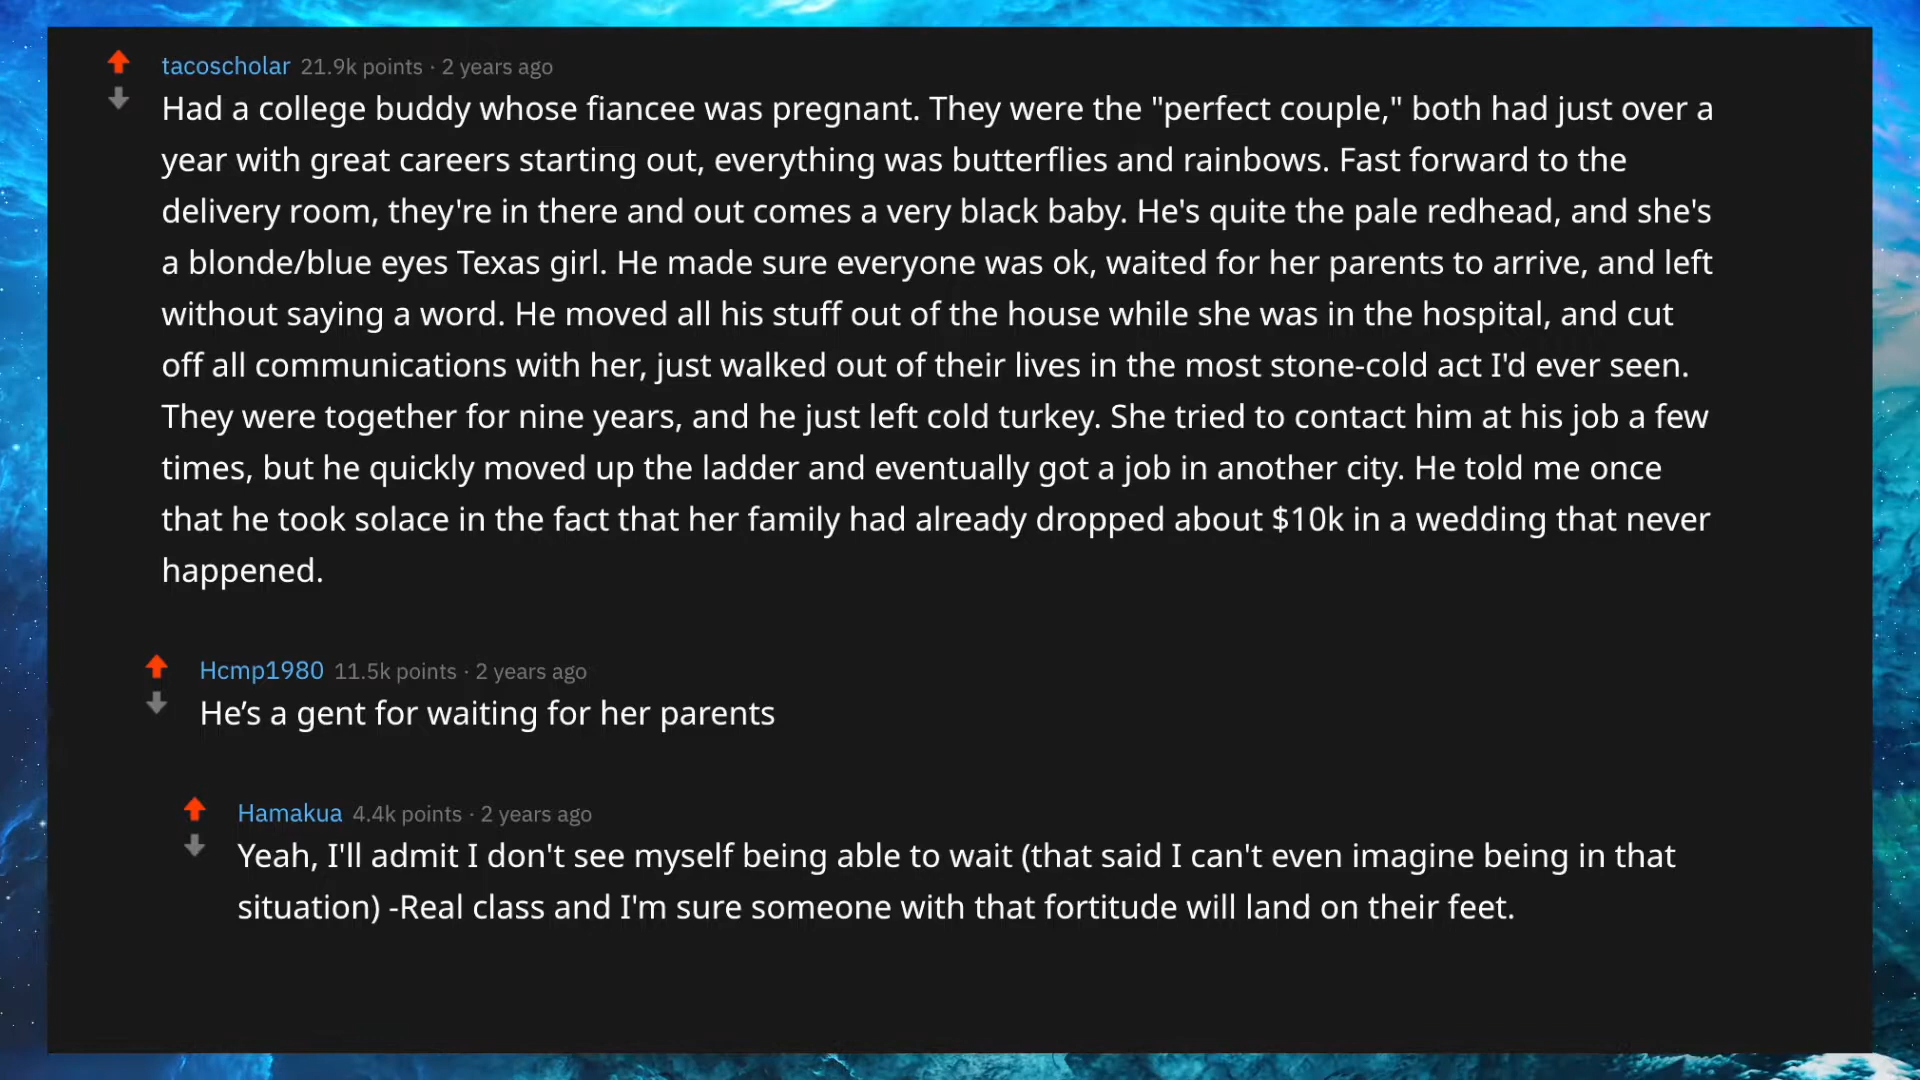 tacoscholar 21.9k points · 2 years ago
Had a college buddy whose fiancee was pregnant. They were the "perfect couple," both had just over a
year with great careers starting out, everything was butterflies and rainbows. Fast forward to the
delivery room, they're in there and out comes a very black baby. He's quite the pale redhead, and she's
a blonde/blue eyes Texas girl. He made sure everyone was ok, waited for her parents to arrive, and left
without saying a word. He moved all his stuff out of the house while she was in the hospital, and cut
off all communications with her, just walked out of their lives in the most stone-cold act I'd ever seen.
They were together for nine years, and he just left cold turkey. She tried to contact him at his job a few
times, but he quickly moved up the ladder and eventually got a job in another city. He told me once
that he took solace in the fact that her family had already dropped about $10k in a wedding that never
happened.
Hcmp1980 11.5k points · 2 years ago
He’s a gent for waiting for her parents
Hamakua 4.4k points · 2 years ago
Yeah, I'll admit I don't see myself being able to wait (that said I can't even imagine being in that
situation) -Real class and I'm sure someone with that fortitude will land on their feet.